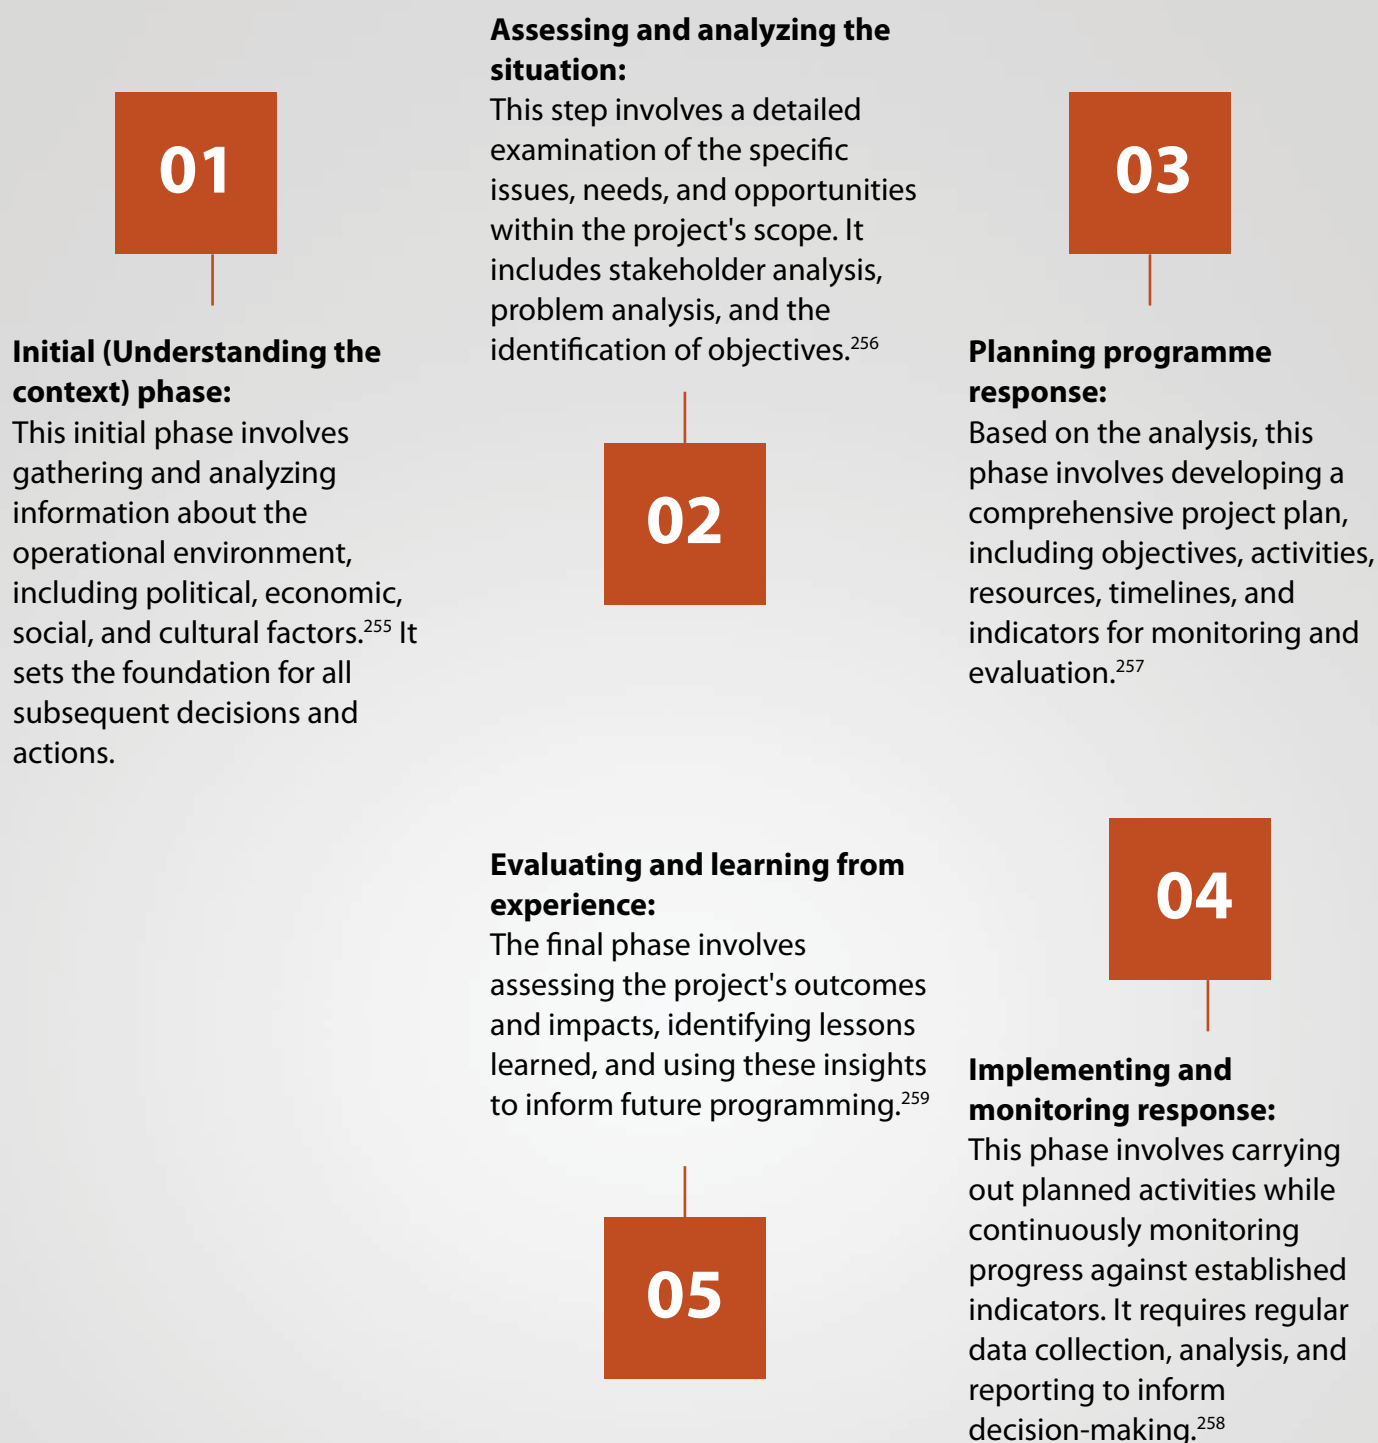 01
Initial (Understanding the
context) phase:
This initial phase involves
gathering and analyzing
information about the
operational environment,
including political, economic,
social, and cultural factors.255 It
sets the foundation for all
subsequent decisions and
actions.
Assessing and analyzing the
situation:
This step involves a detailed
examination of the specific
issues, needs, and opportunities
within the project's scope. It
includes stakeholder analysis,
problem analysis, and the
identification of objectives.256
02
03
Planning programme
response:
Based on the analysis, this
phase involves developing a
comprehensive project plan,
including objectives, activities,
resources, timelines, and
indicators for monitoring and
evaluation.257
04
Implementing and
monitoring response:
This phase involves carrying
out planned activities while
continuously monitoring
progress against established
indicators. It requires regular
data collection, analysis, and
reporting to inform
decision-making.258
Evaluating and learning from
experience:
The final phase involves
assessing the project's outcomes
and impacts, identifying lessons
learned, and using these insights
to inform future programming.259
05